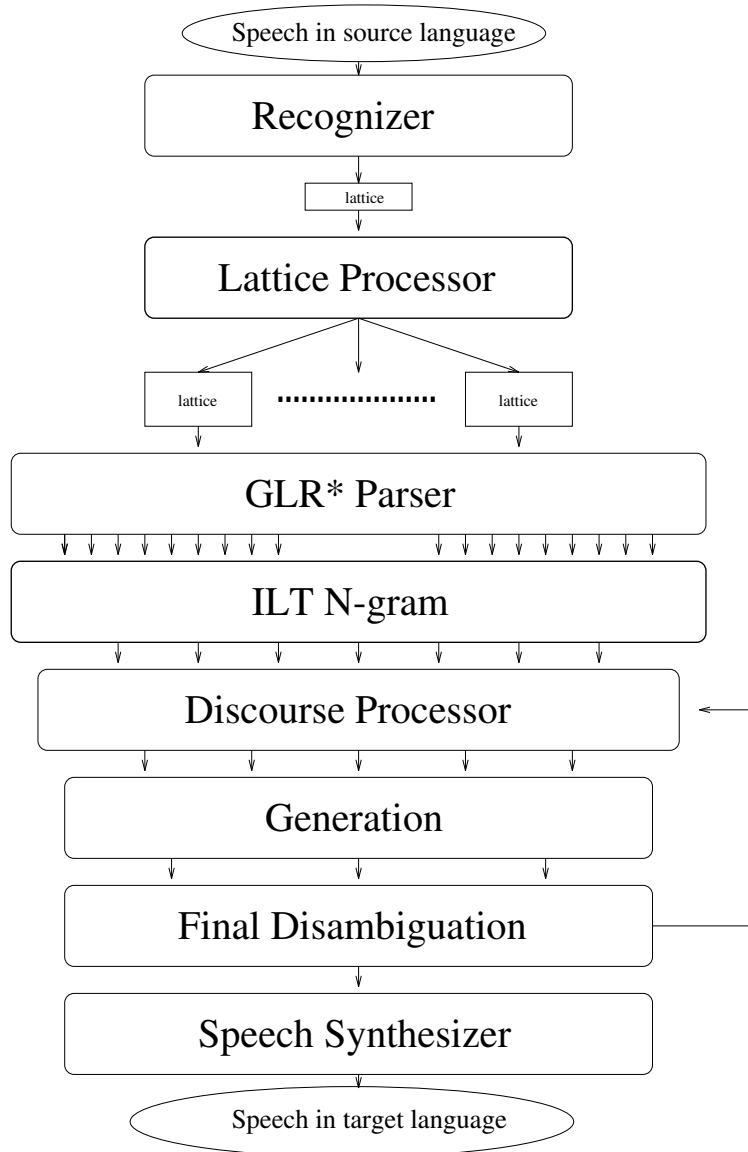 Speech in source language
Recognizer
lattice
Lattice Processor
lattice
lattice
GLR* Parser
ILT N-gram
Discourse Processor
Generation
Final Disambiguation
Speech Synthesizer
Speech in target language